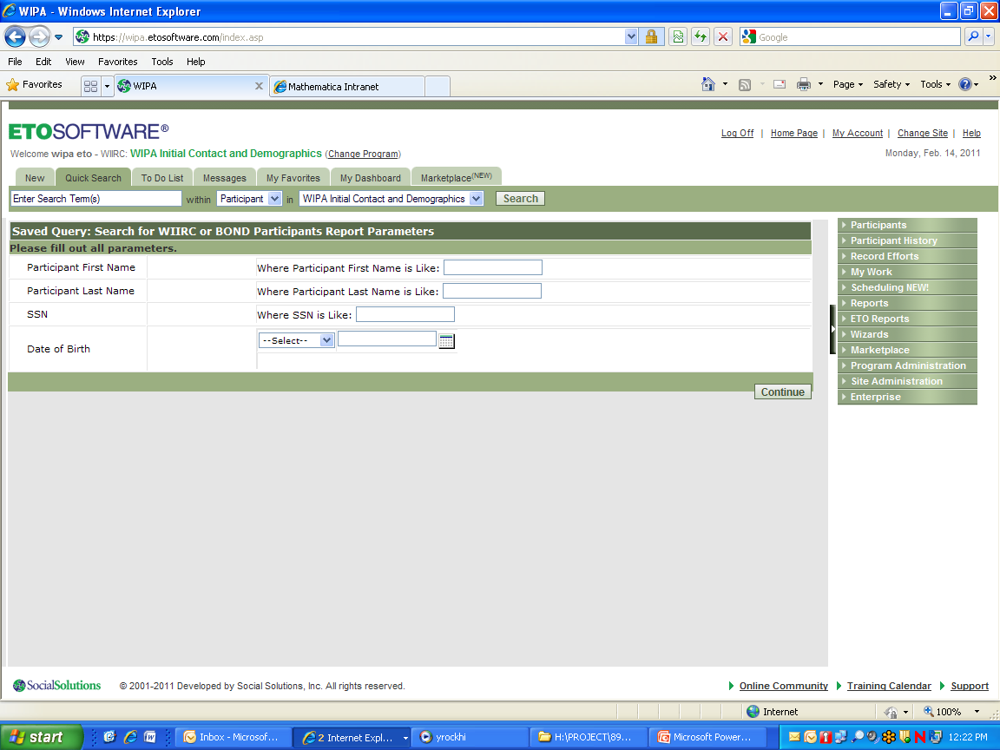 WIPA - Windows Internet Explorer
https://wipa.etosoftware.com/index.asp
Google
File Edit View Favorites Tools Help
Favorites WIPA Mathematica Intranet Page Safety Tools
ETOSOFTWARE®
Log Off | Home Page | My Account | Change Site | Help
Welcome wipa eto - WIIRC: WIPA Initial Contact and Demographics (Change Program) Monday, Feb. 14, 2011
New Quick Search To Do List Messages My Favorites My Dashboard Marketplace(NEW)
Enter Search Term(s) within Participant in WIPA Initial Contact and Demographics Search
Saved Query: Search for WIIRC or BOND Participants Report Parameters
Please fill out all parameters.
Participant First Name Where Participant First Name is Like:
Participant Last Name Where Participant Last Name is Like:
SSN Where SSN is Like:
Date of Birth --Select--
Continue
Participants
Participant History
Record Efforts
My Work
Scheduling NEW!
Reports
ETO Reports
Wizards
Marketplace
Program Administration
Site Administration
Enterprise
SocialSolutions © 2001-2011 Developed by Social Solutions, Inc. All rights reserved. Online Community Training Calendar Support
Internet 100%
start Inbox - Microsof... 2 Internet Expl... yrockhi H:\PROJECT\89... Microsoft Power... 12:22 PM